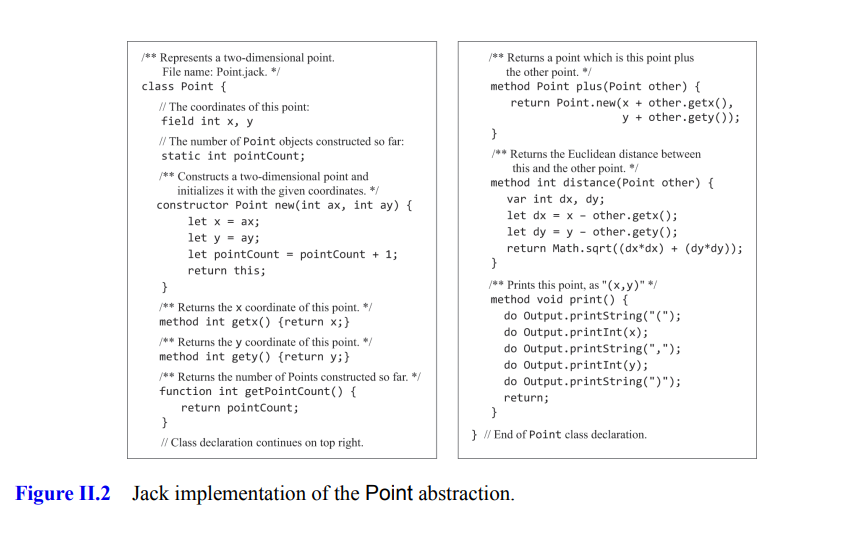 /** Represents a two-dimensional point.
File name: Point.jack. */
class Point {
// The coordinates of this point:
field int x, y
// The number of Point objects constructed so far:
static int pointCount;
/** Constructs a two-dimensional point and
initializes it with the given coordinates. */
constructor Point new(int ax, int ay) {
let x = ax;
let y = ay;
let pointCount = pointCount + 1;
return this;
}
/** Returns the x coordinate of this point. */
method int getx() {return x;}
/** Returns the y coordinate of this point. */
method int gety() {return y;}
/** Returns the number of Points constructed so far. */
function int getPointCount() {
return pointCount;
}
// Class declaration continues on top right.
/** Returns a point which is this point plus
the other point. */
method Point plus(Point other) {
return Point.new(x + other.getx(),
y + other.gety());
}
/** Returns the Euclidean distance between
this and the other point. */
method int distance(Point other) {
var int dx, dy;
let dx = x - other.getx();
let dy = y - other.gety();
return Math.sqrt((dx*dx) + (dy*dy));
}
/** Prints this point, as "(x,y)" */
method void print() {
do Output.printString("(");
do Output.printInt(x);
do Output.printString(",");
do Output.printInt(y);
do Output.printString(")");
return;
}
} // End of Point class declaration.
Figure II.2 Jack implementation of the Point abstraction.